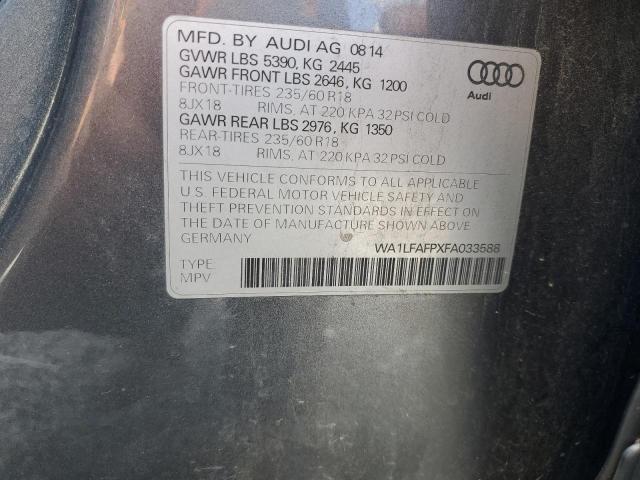 MFD. BY AUDI AG 08 14
GVWR LBS 5390, KG 2445
GAWR FRONT LBS 2646, KG 1200
FRONT-TIRES 235/60 R18
8JX18 RIMS, AT 220 KPA 32 PSI COLD
GAWR REAR LBS 2976, KG 1350
REAR-TIRES 235/60 R18
8JX18 RIMS, AT 220 KPA 32 PSI COLD
Audi
THIS VEHICLE CONFORMS TO ALL APPLICABLE
U.S. FEDERAL MOTOR VEHICLE SAFETY AND
THEFT PREVENTION STANDARDS IN EFFECT ON
THE DATE OF MANUFACTURE SHOWN ABOVE
GERMANY
WA1LFAFPXFA033588
TYPE
MPV